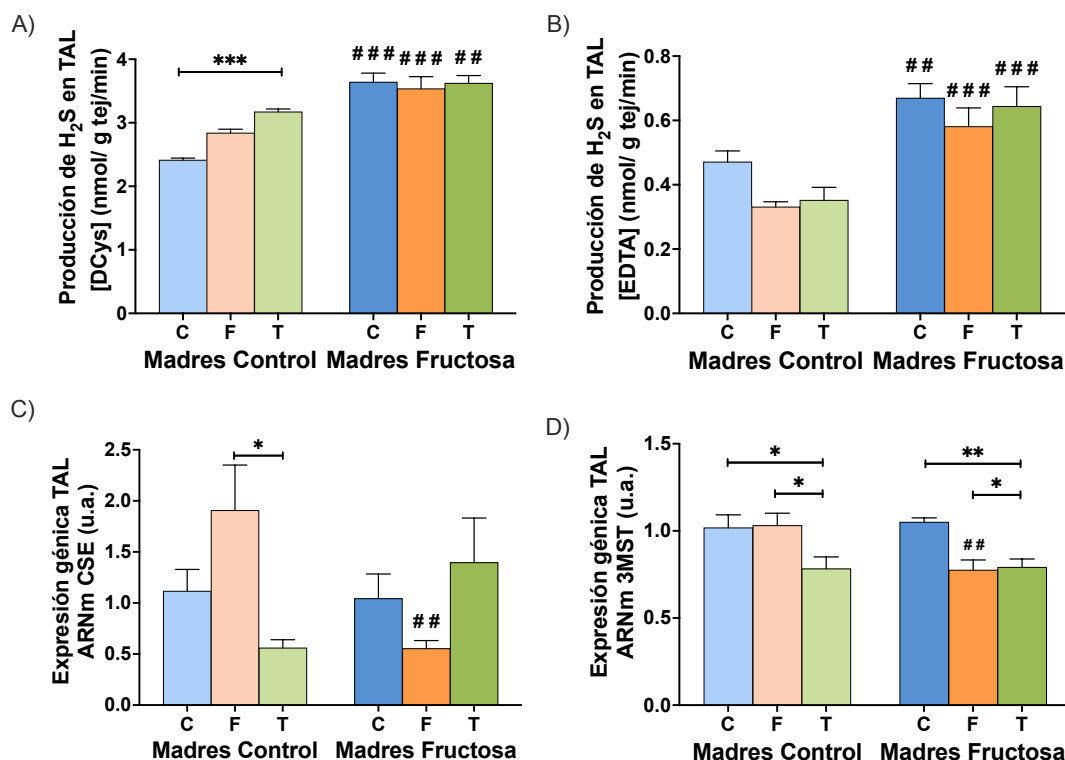 A)
Producción de H₂S en TAL
[DCys] (nmol/ g tej/min)
4
3
2
1
0
***
### ### ##
C F T C F T
Madres Control Madres Fructosa
B)
Producción de H₂S en TAL
[EDTA] (nmol/ g tej/min)
0.8
0.6
0.4
0.2
0.0
## ### ###
C F T C F T
Madres Control Madres Fructosa
C)
Expresión génica TAL
ARNm CSE (u.a.)
2.5
2.0
1.5
1.0
0.5
0.0
*
##
C F T C F T
Madres Control Madres Fructosa
D)
Expresión génica TAL
ARNm 3MST (u.a.)
1.5
1.0
0.5
0.0
* **
* *
##
C F T C F T
Madres Control Madres Fructosa